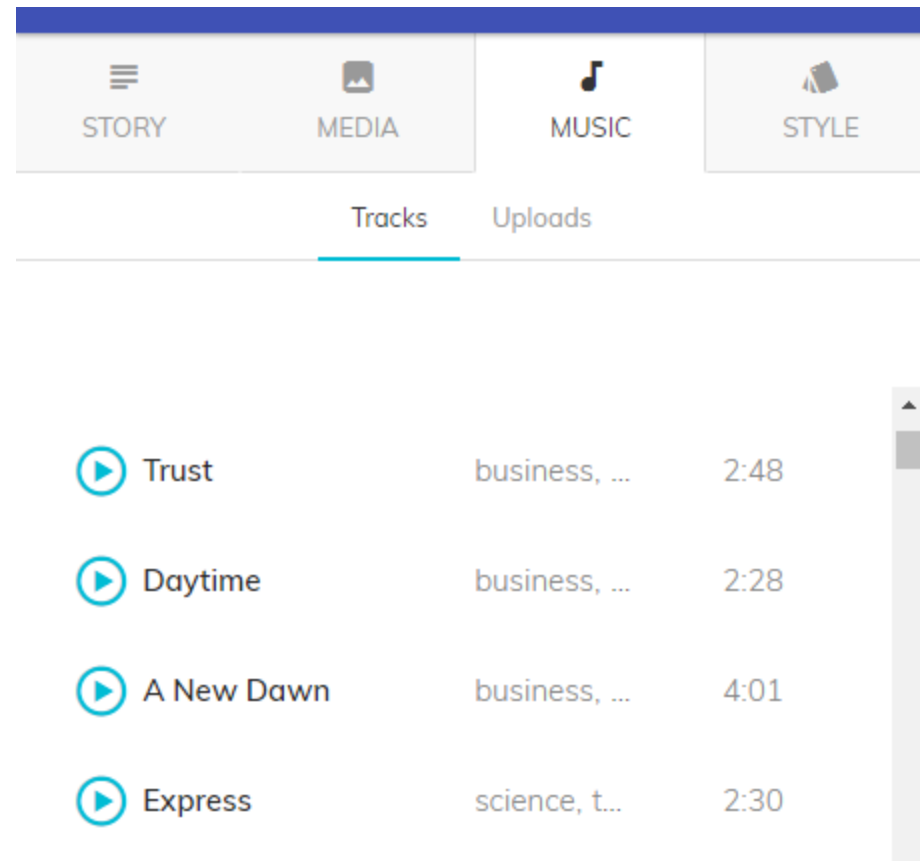 STORY MEDIA MUSIC STYLE
Tracks Uploads
Trust business, ... 2:48
Daytime business, ... 2:28
A New Dawn business, ... 4:01
Express science, t... 2:30